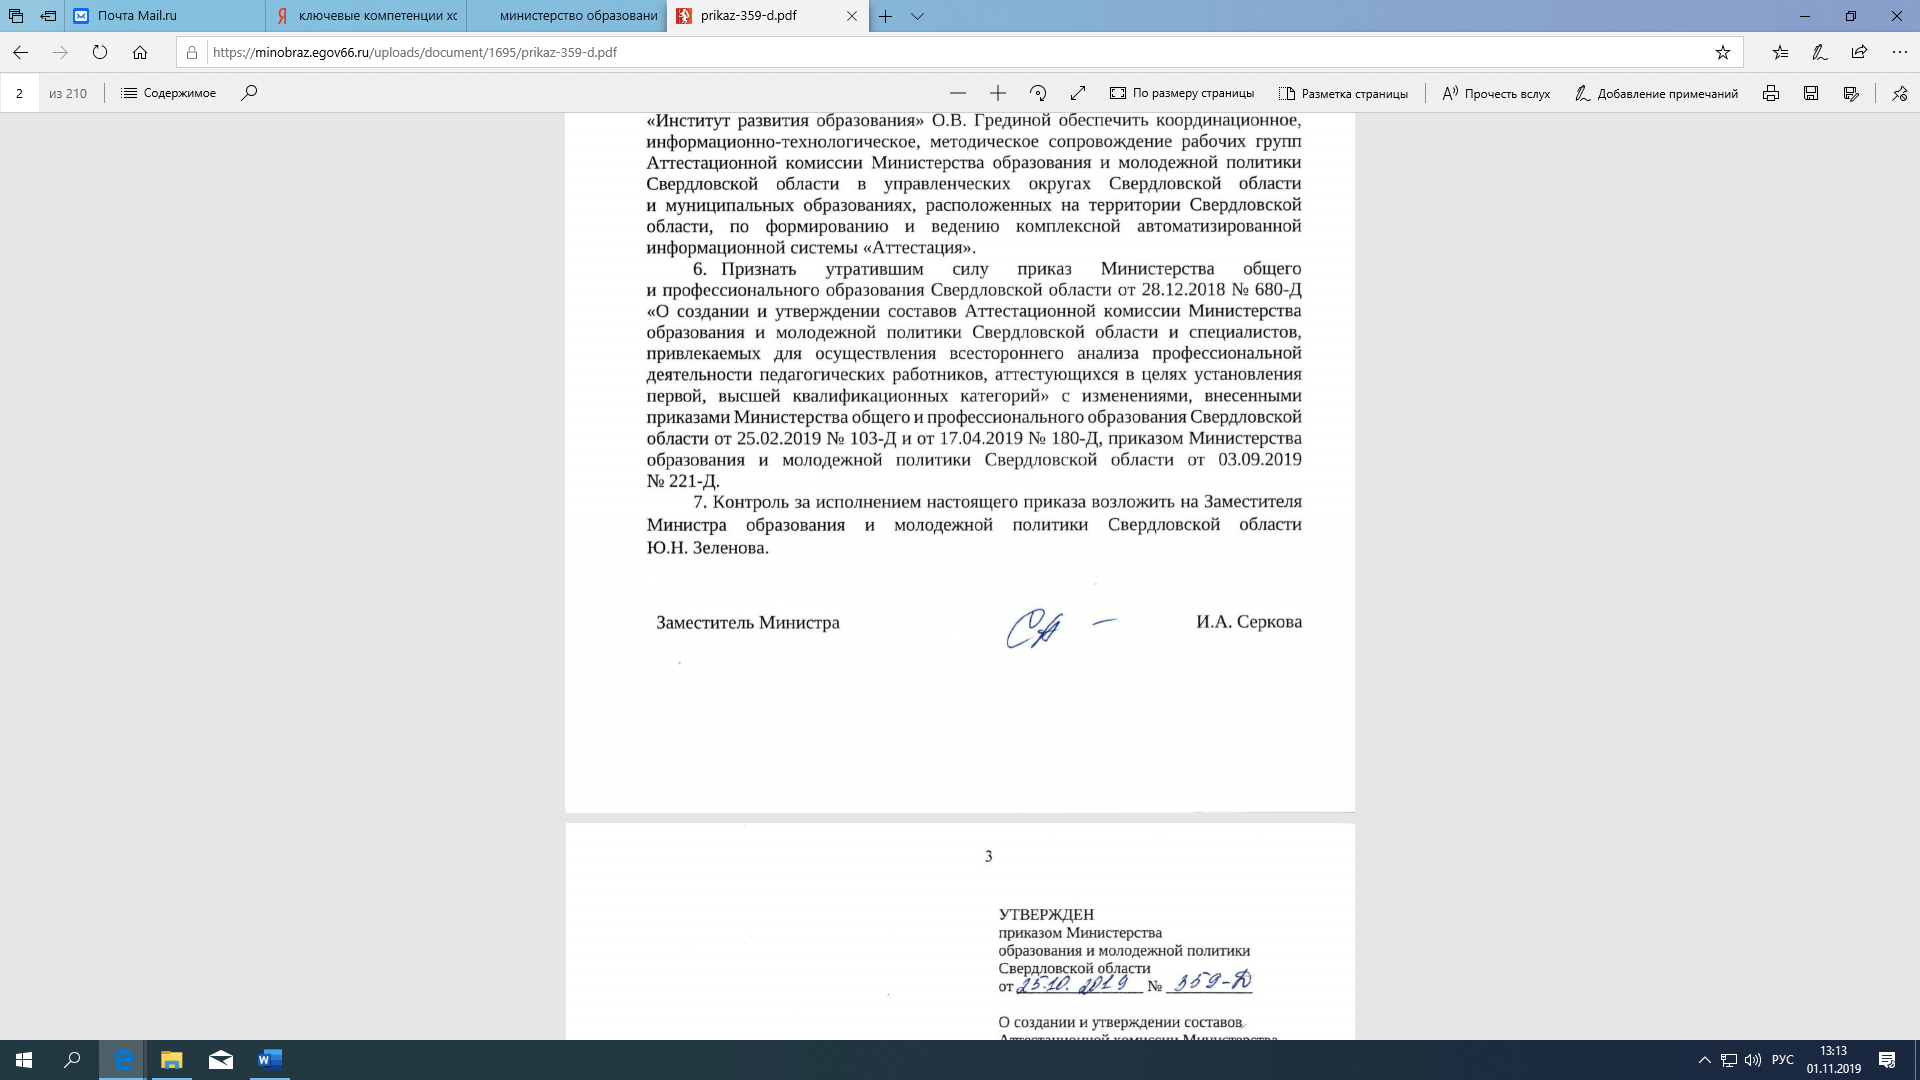 Почта Mail.ru
ключевые компетенции хс
министерство образовани
prikaz-359-d.pdf
https://minobraz.egov66.ru/uploads/document/1695/prikaz-359-d.pdf
2 из 210
Содержимое
По размеру страницы
Разметка страницы
Прочесть вслух
Добавление примечаний
«Институт развития образования» О.В. Грединой обеспечить координационное,
информационно-технологическое, методическое сопровождение рабочих групп
Аттестационной комиссии Министерства образования и молодежной политики
Свердловской области в управленческих округах Свердловской области
и муниципальных образованиях, расположенных на территории Свердловской
области, по формированию и ведению комплексной автоматизированной
информационной системы «Аттестация».
6. Признать утратившим силу приказ Министерства общего
и профессионального образования Свердловской области от 28.12.2018 № 680-Д
«О создании и утверждении составов Аттестационной комиссии Министерства
образования и молодежной политики Свердловской области и специалистов,
привлекаемых для осуществления всестороннего анализа профессиональной
деятельности педагогических работников, аттестующихся в целях установления
первой, высшей квалификационных категорий» с изменениями, внесенными
приказами Министерства общего и профессионального образования Свердловской
области от 25.02.2019 № 103-Д и от 17.04.2019 № 180-Д, приказом Министерства
образования и молодежной политики Свердловской области от 03.09.2019
№ 221-Д.
7. Контроль за исполнением настоящего приказа возложить на Заместителя
Министра образования и молодежной политики Свердловской области
Ю.Н. Зеленова.
Заместитель Министра
И.А. Серкова
3
УТВЕРЖДЕН
приказом Министерства
образования и молодежной политики
Свердловской области
от 25.10.2019 № 359-Д
О создании и утверждении составов
Аттестационной комиссии Министерства
РУС
13:13
01.11.2019